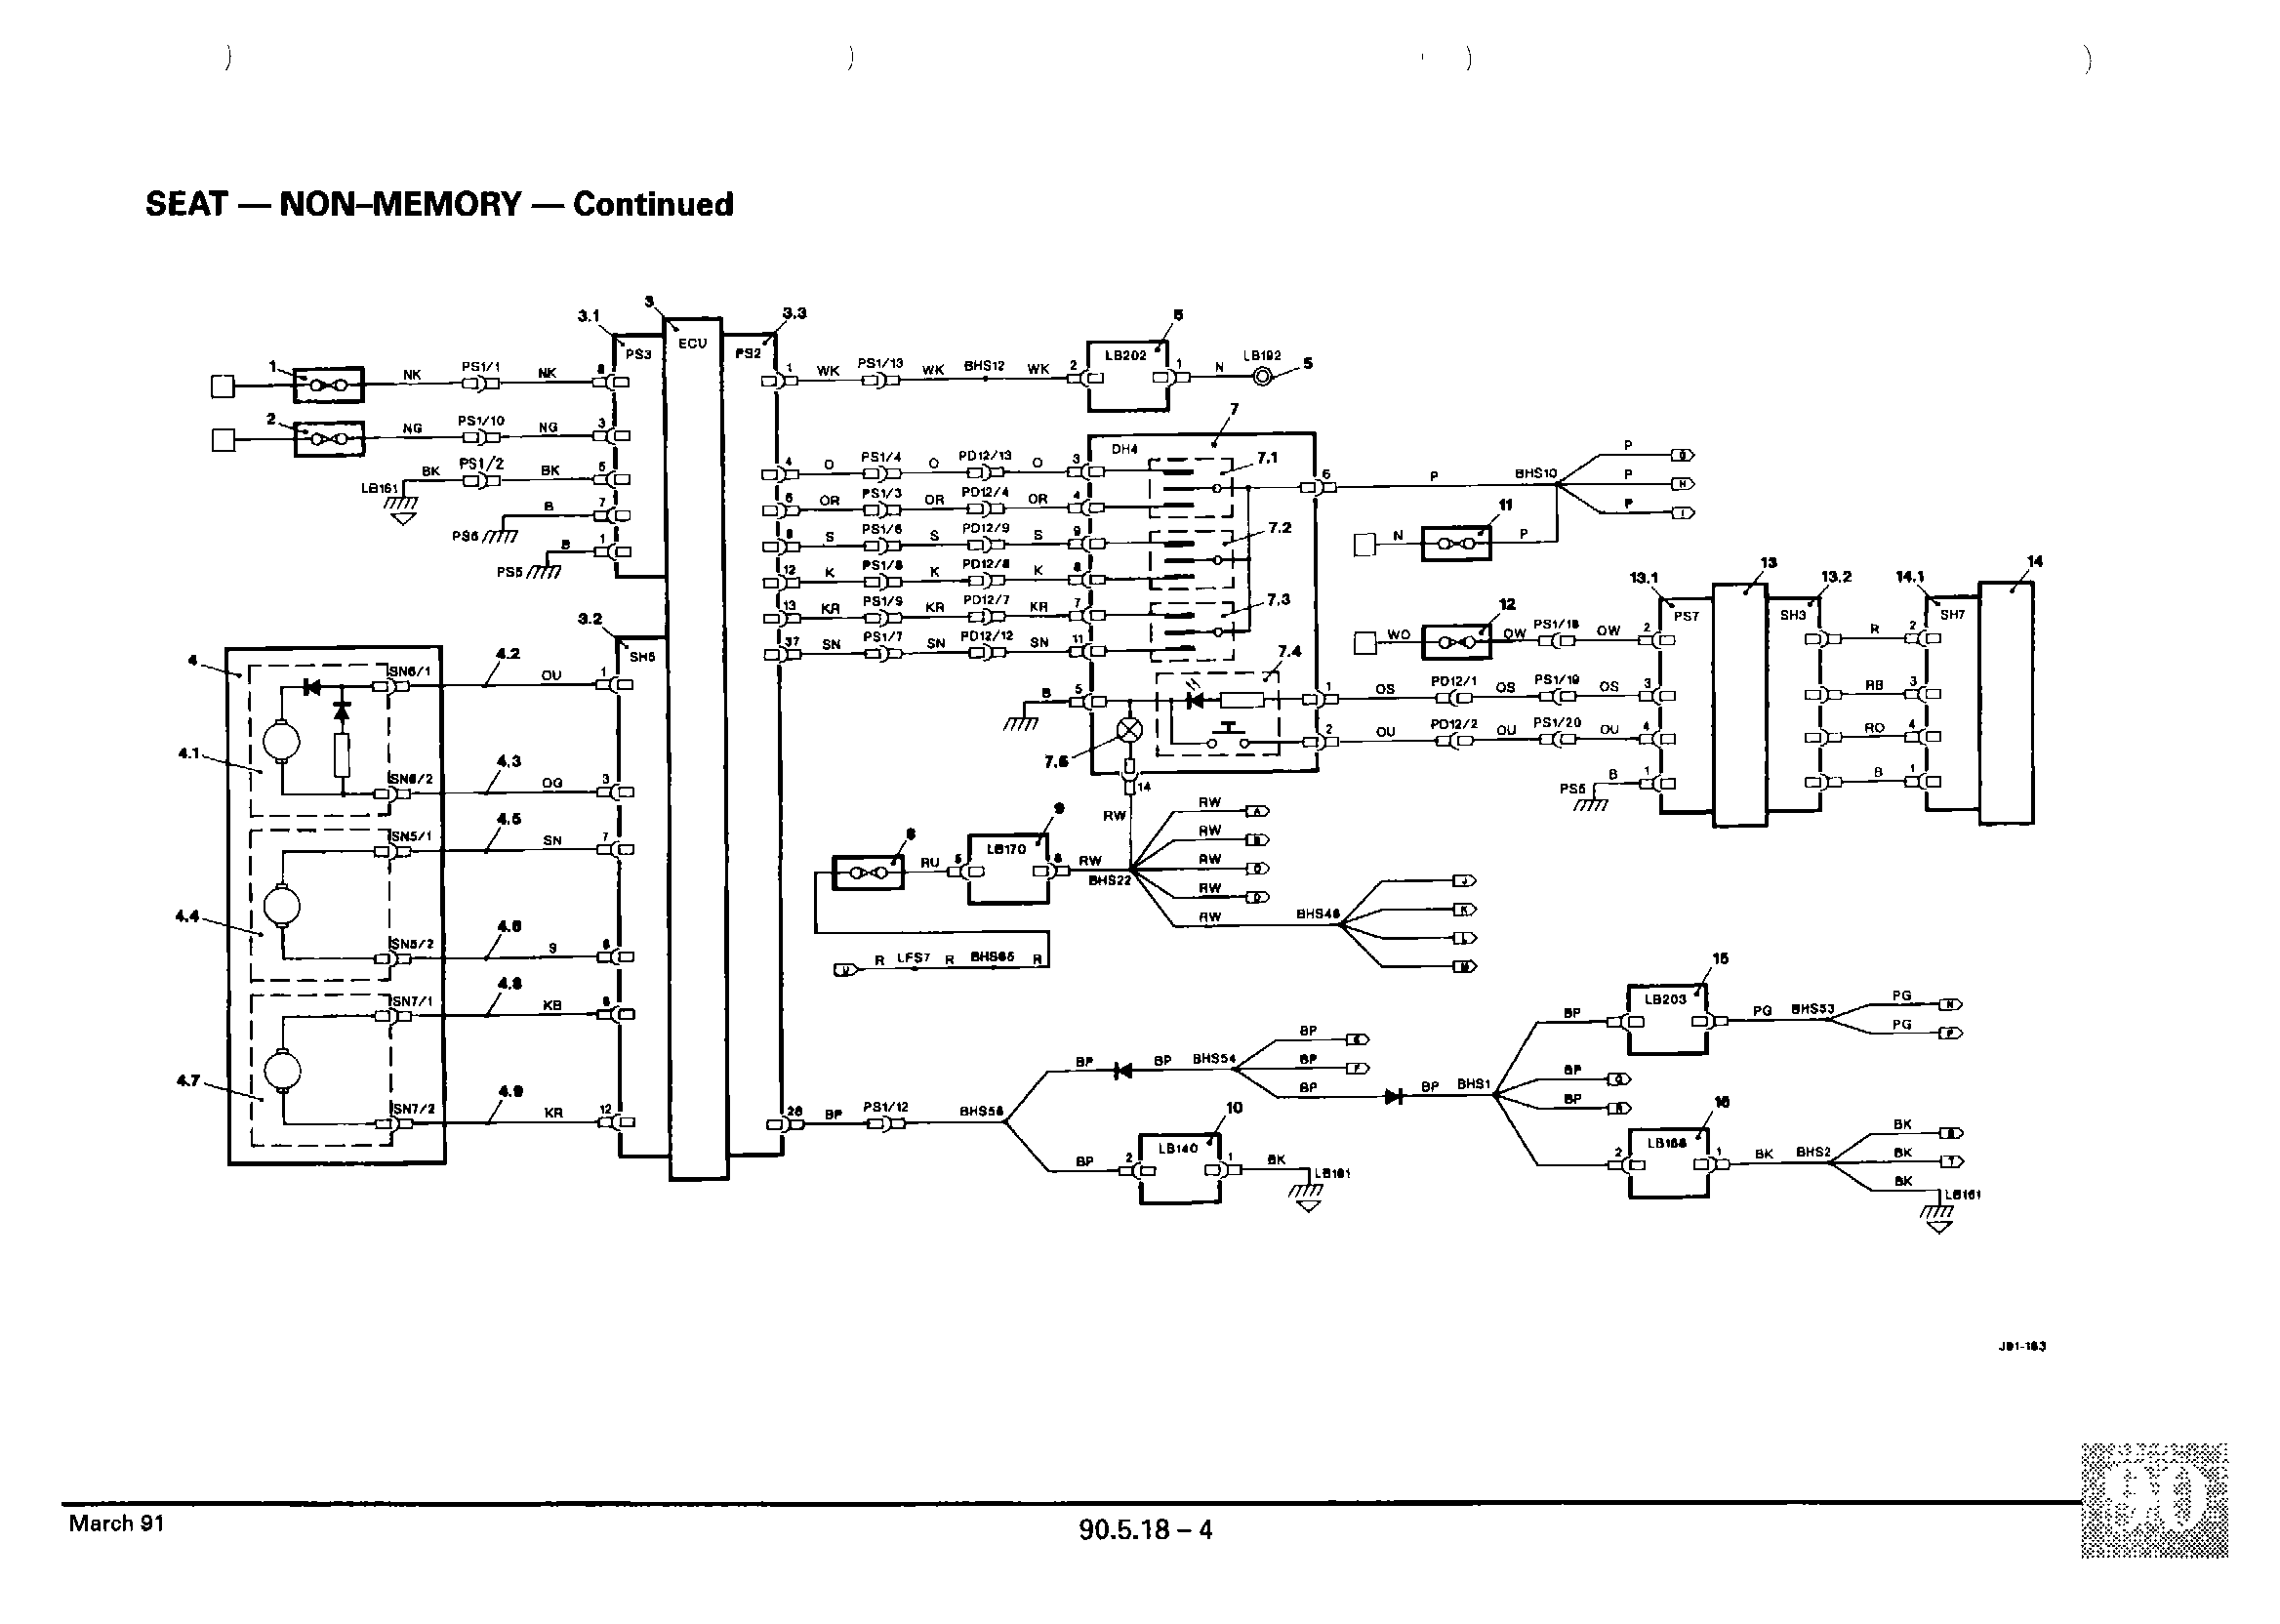 SEAT — NON–MEMORY — Continued
3
3.1
3.3
PS3
ECU
PS2
1
NK
PS1/1
NK
8
2
NG
PS1/10
NG
3
LB161
BK
PS1/2
BK
5
PS6
B
7
PS5
B
1
3.2
SH5
1 WK PS1/13 WK BHS12 WK 2
LB202
6
1
N
LB192
5
4 O PS1/4 O PD12/13 O 3
6 OR PS1/3 OR PD12/4 OR 4
8 S PS1/6 S PD12/9 S 9
12 K PS1/8 K PD12/8 K 8
13 KR PS1/9 KR PD12/7 KR 7
37 SN PS1/7 SN PD12/12 SN 11
7
DH4
7.1
7.2
7.3
7.4
7.5
B
5
6
P
BHS10
P
P
P
11
N
P
12
WO
OW PS1/18 OW 2
1 OS PD12/1 OS PS1/19 OS 3
2 OU PD12/2 OU PS1/20 OU 4
PS5
B
1
13.1
PS7
13
13.2
SH3
R
2
RB
3
RO
4
B
1
14.1
SH7
14
4
4.1
SN6/1
4.2
OU
1
SN6/2
4.3
OG
3
4.4
SN5/1
4.5
SN
7
SN5/2
4.6
S
4.7
SN7/1
4.8
KB
SN7/2
4.9
KR
12
14
RW
8
RU
LB170
9
RW
BHS22
RW
A
RW
RW
RW
D
RW
BHS46
J
K
L
M
R LFS7 R BHS65 R
28 BP PS1/12
BHS56
BP
BP
BHS54
BP
BP
F
BP
BP
BHS1
BP
2
LB140
10
1
BK
LB161
BP
LB203
15
PG
BHS53
PG
PG
BP
BP
2
LB168
16
1
BK
BHS2
BK
BK
T
BK
LB161
J91-163
March 91
90.5.18 – 4
90